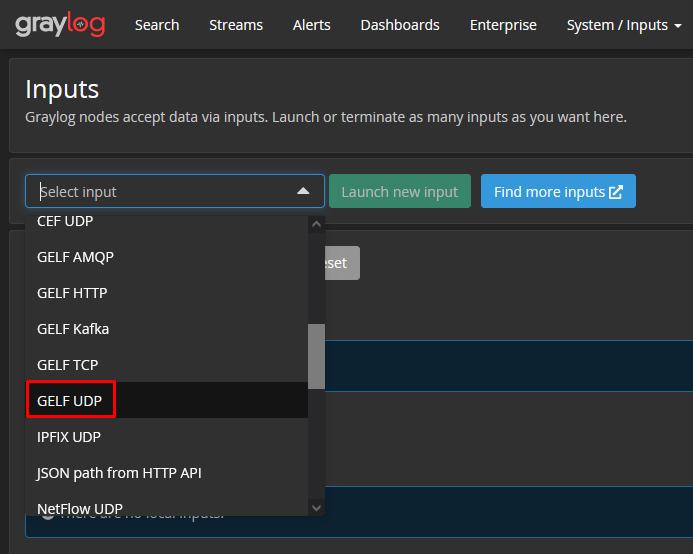 graylog Search Streams Alerts Dashboards Enterprise System / Inputs
Inputs
Graylog nodes accept data via inputs. Launch or terminate as many inputs as you want here.
Select input Launch new input Find more inputs
CEF UDP
GELF AMQP
eset
GELF HTTP
GELF Kafka
GELF TCP
GELF UDP
IPFIX UDP
JSON path from HTTP API
NetFlow UDP
There are no local inputs.